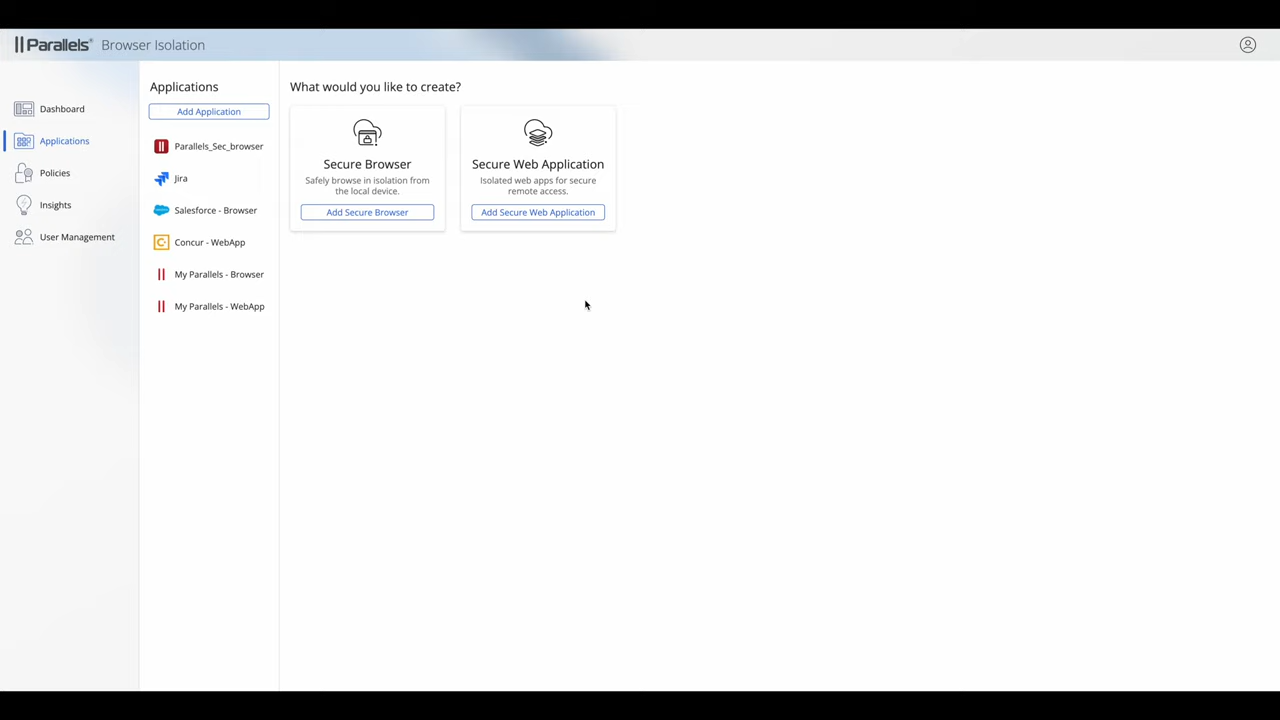 Parallels® Browser Isolation
Dashboard
Applications
Policies
Insights
User Management
Applications
Add Application
Parallels_Sec_browser
Jira
Salesforce - Browser
Concur - WebApp
My Parallels - Browser
My Parallels - WebApp
What would you like to create?
Secure Browser
Safely browse in isolation from
the local device.
Add Secure Browser
Secure Web Application
Isolated web apps for secure
remote access.
Add Secure Web Application